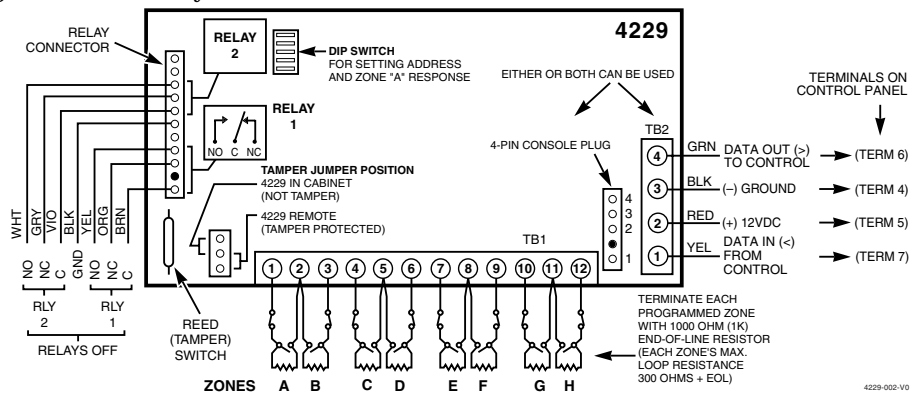 4229
RELAY
CONNECTOR
RELAY
2
DIP SWITCH
FOR SETTING ADDRESS
AND ZONE "A" RESPONSE
EITHER OR BOTH CAN BE USED
TERMINALS ON
CONTROL PANEL
RELAY
1
NO C NC
4-PIN CONSOLE PLUG
TB2
4 GRN DATA OUT (>)
TO CONTROL
(TERM 6)
3 BLK (–) GROUND
(TERM 4)
2 RED (+) 12VDC
(TERM 5)
1 YEL DATA IN (<)
FROM
CONTROL
(TERM 7)
4
3
2
1
TAMPER JUMPER POSITION
4229 IN CABINET
(NOT TAMPER)
4229 REMOTE
(TAMPER PROTECTED)
TB1
1 2 3 4 5 6 7 8 9 10 11 12
WHT GRY VIO BLK YEL ORG BRN
NO NC C GND NO NC C
RLY
2
RLY
1
RELAYS OFF
REED
(TAMPER)
SWITCH
TERMINATE EACH
PROGRAMMED ZONE
WITH 1000 OHM (1K)
END-OF-LINE RESISTOR
(EACH ZONE'S MAX.
LOOP RESISTANCE
300 OHMS + EOL)
ZONES A B C D E F G H
4229-002-V0